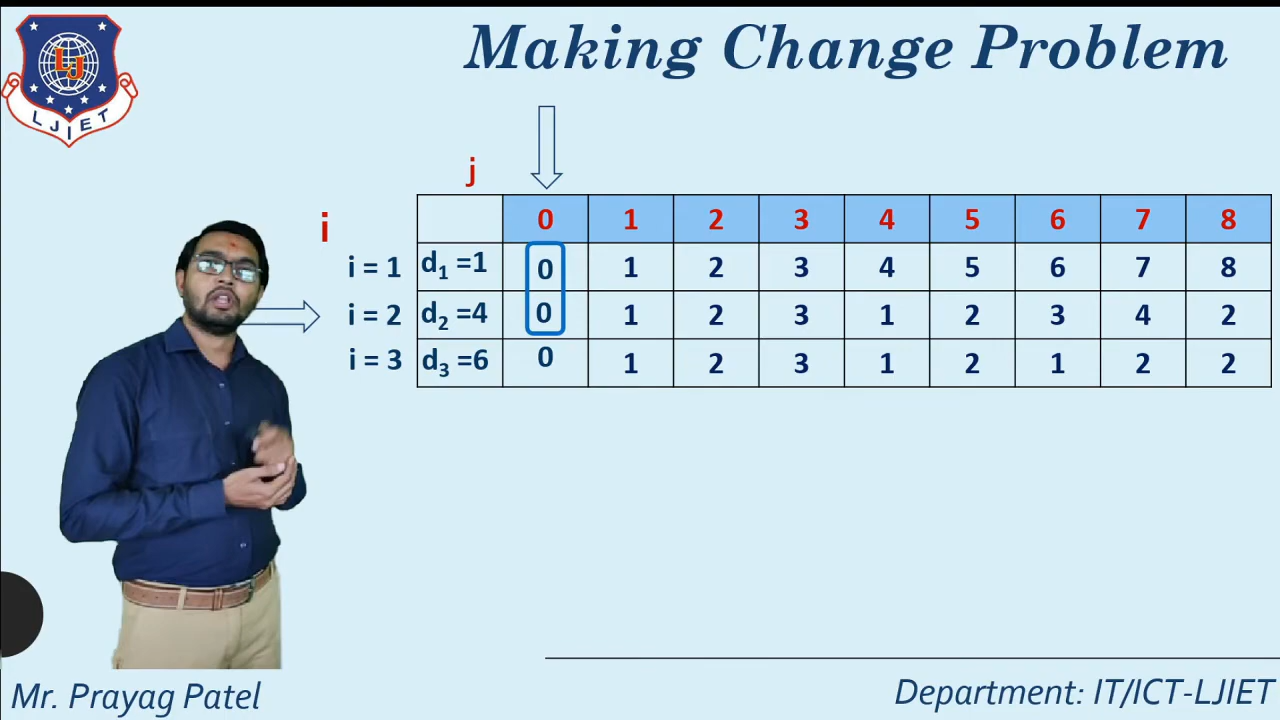 Making Change Problem
LJ
LJIET
j
i
0 1 2 3 4 5 6 7 8
i = 1 d1 =1 0 1 2 3 4 5 6 7 8
i = 2 d2 =4 0 1 2 3 1 2 3 4 2
i = 3 d3 =6 0 1 2 3 1 2 1 2 2
Mr. Prayag Patel
Department: IT/ICT-LJIET